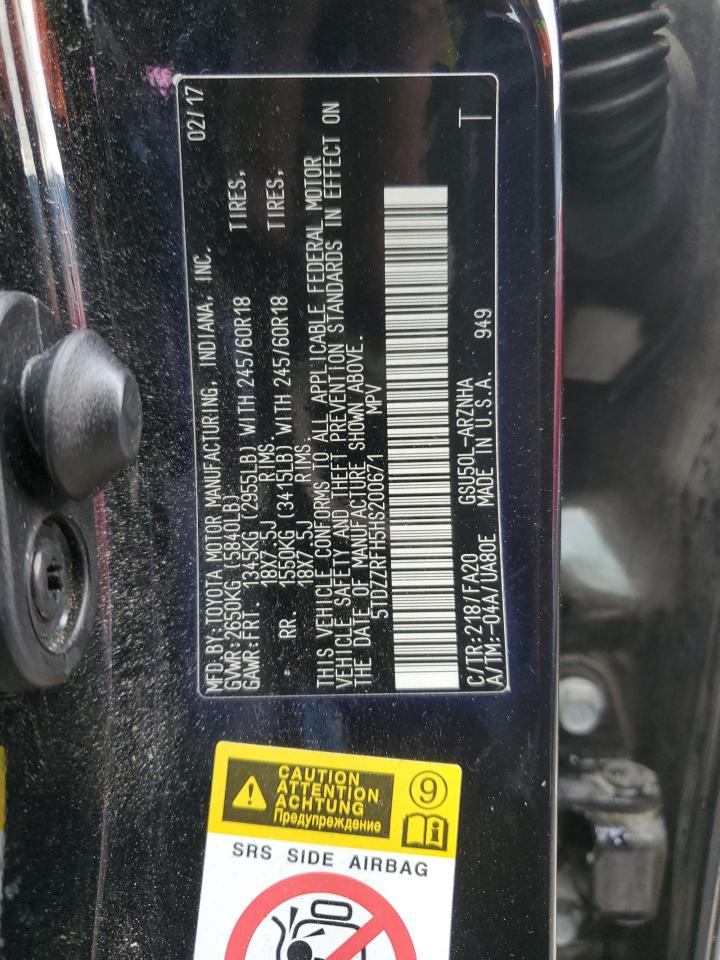 MFD. BY: TOYOTA MOTOR MANUFACTURING, INDIANA, INC. 02/17
GVWR: 2650KG (5840LB)
GAWR: FRT. 1345KG (2955LB) WITH 245/60R18 TIRES,
18X7.5J RIMS.
RR. 1550KG (3415LB) WITH 245/60R18 TIRES,
18X7.5J RIMS.
THIS VEHICLE CONFORMS TO ALL APPLICABLE FEDERAL MOTOR
VEHICLE SAFETY AND THEFT PREVENTION STANDARDS IN EFFECT ON
THE DATE OF MANUFACTURE SHOWN ABOVE.
5TDZZRFH5HS200671 MPV
C/TR:218TFA20 GSU50L-ARZNHA T
A/TM:-04A/UA80E MADE IN U.S.A. 949
CAUTION
ATTENTION
ACHTUNG
Предупреждение
9
i
SRS SIDE AIRBAG